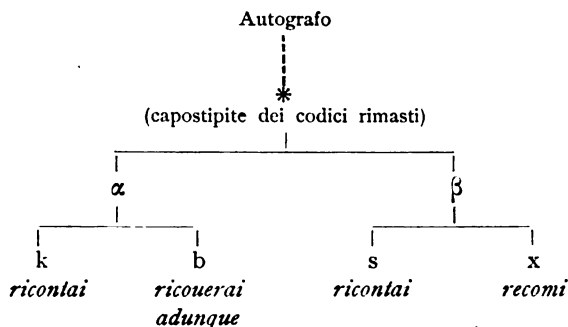 Autografo
*
(capostipite dei codici rimasti)
α β
k b s x
ricontai ricouerai ricontai recomi
adunque